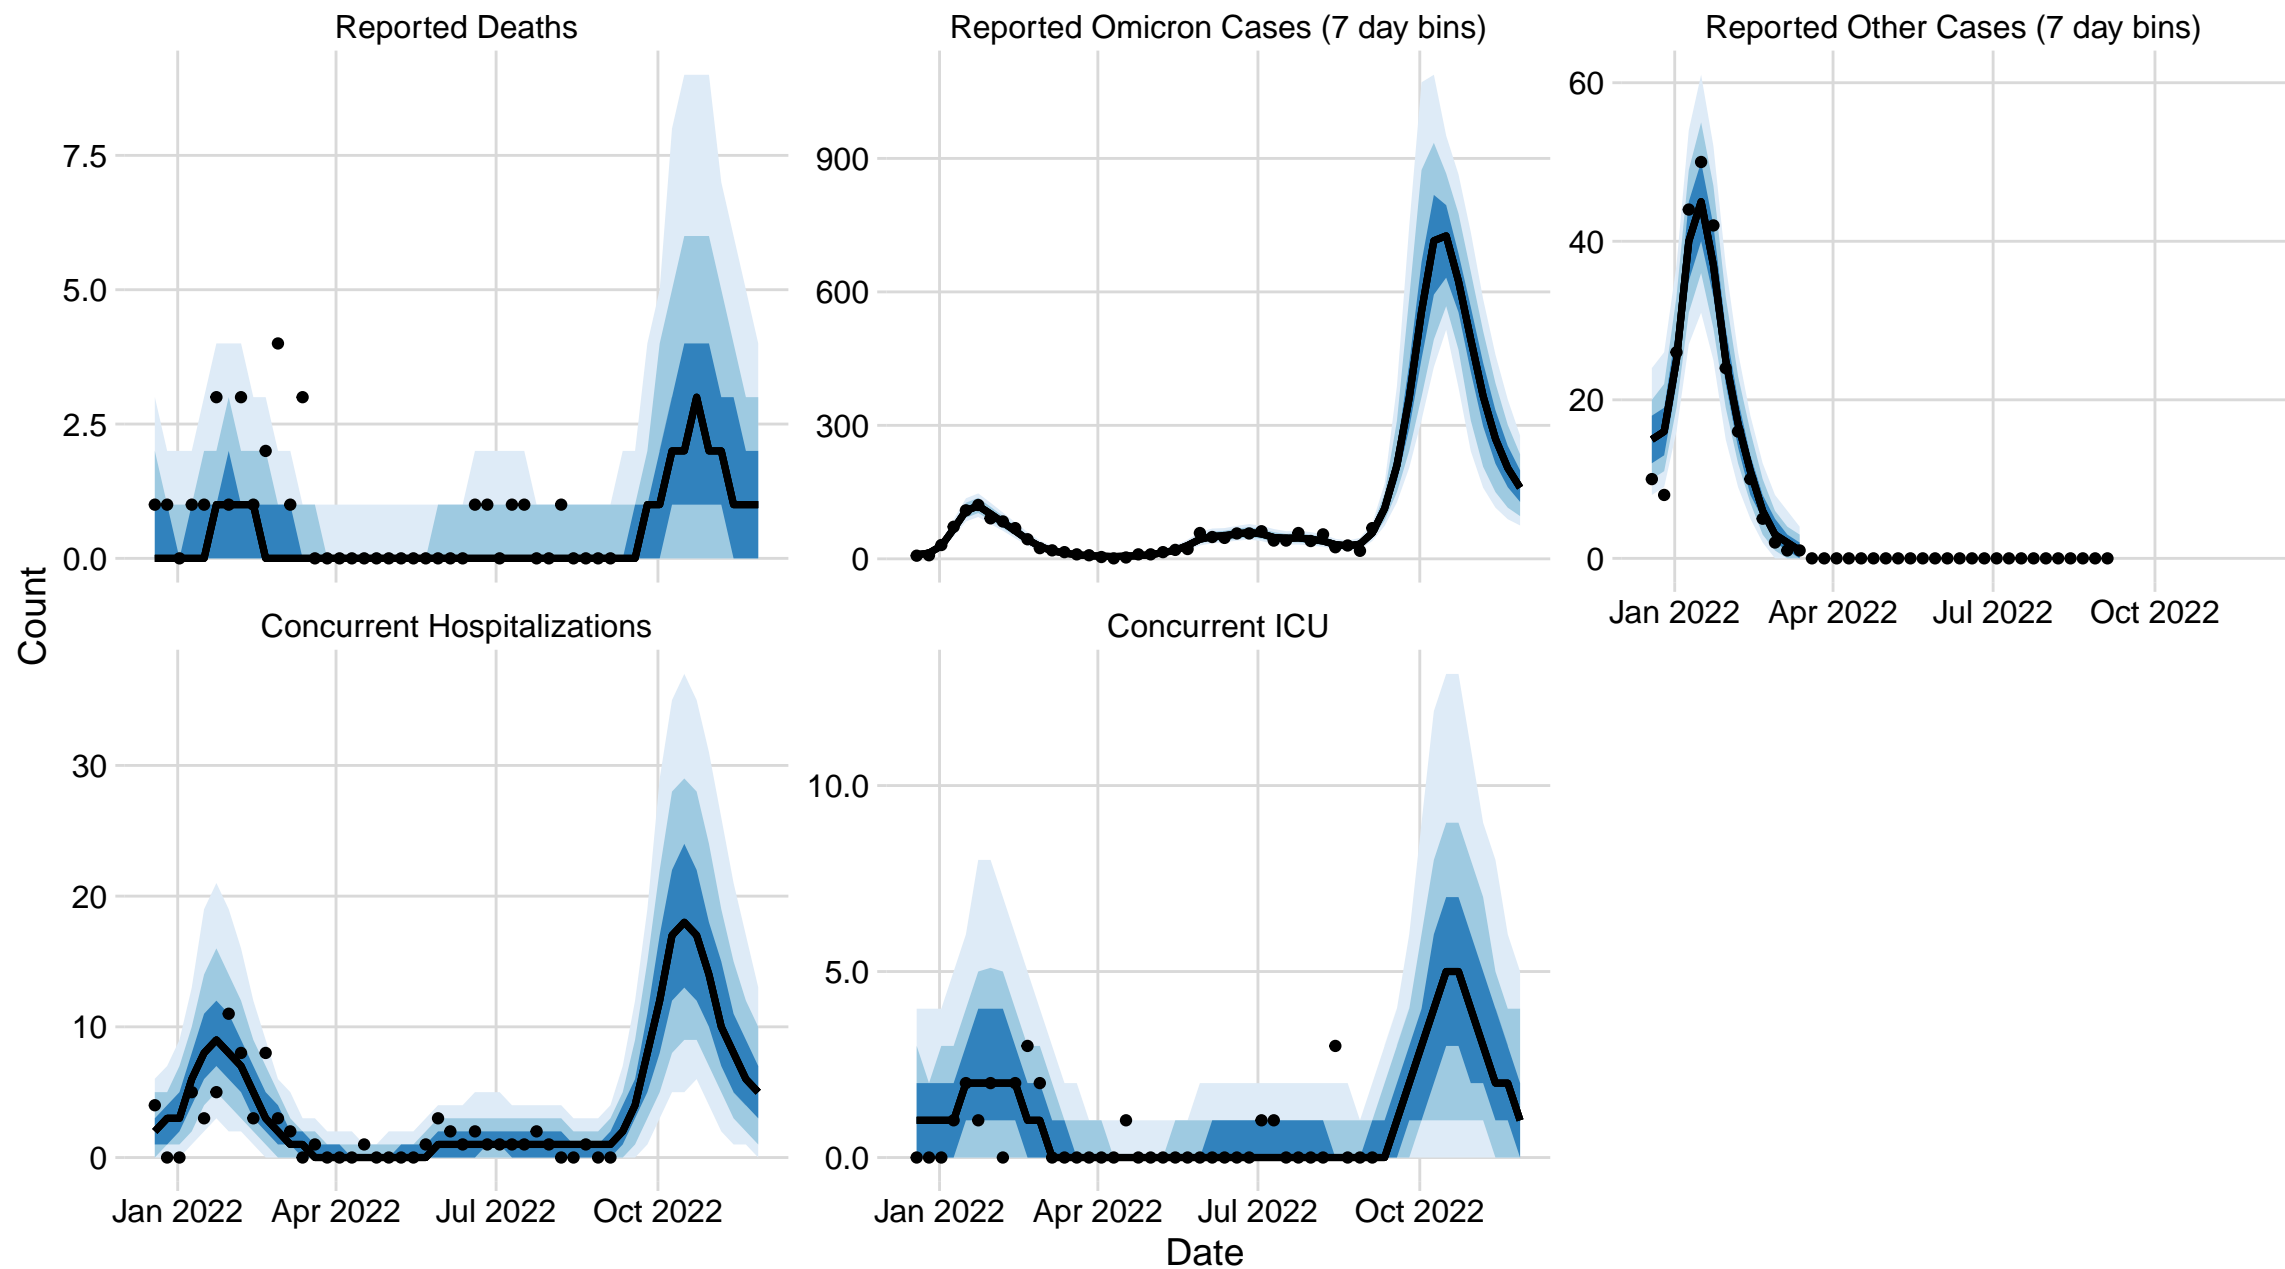 Reported Deaths
Reported Omicron Cases (7 day bins)
Reported Other Cases (7 day bins)
7.5
5.0
2.5
0.0
900
600
300
0
60
40
20
0
Jan 2022 Apr 2022 Jul 2022 Oct 2022
Count
Concurrent Hospitalizations
Concurrent ICU
30
20
10
0
10.0
5.0
0.0
Jan 2022 Apr 2022 Jul 2022 Oct 2022
Jan 2022 Apr 2022 Jul 2022 Oct 2022
Date